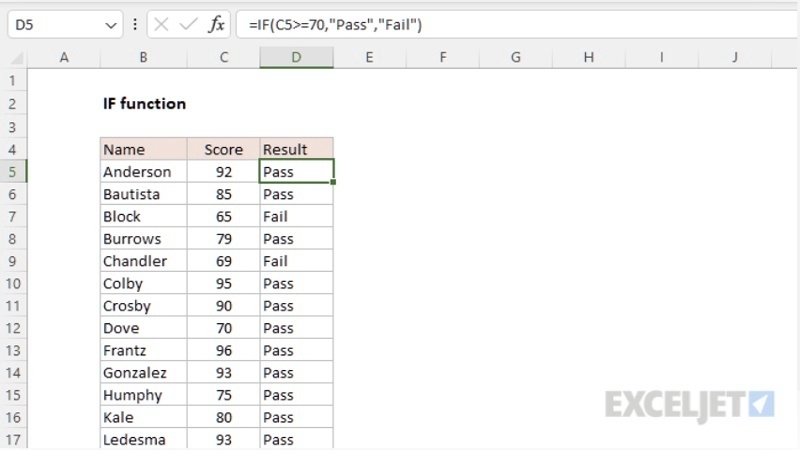 D5 fx =IF(C5>=70,"Pass","Fail")
A B C D E F G H I J
1
2 IF function
3
4 Name Score Result
5 Anderson 92 Pass
6 Bautista 85 Pass
7 Block 65 Fail
8 Burrows 79 Pass
9 Chandler 69 Fail
10 Colby 95 Pass
11 Crosby 90 Pass
12 Dove 70 Pass
13 Frantz 96 Pass
14 Gonzalez 93 Pass
15 Humphy 75 Pass
16 Kale 80 Pass
17 Ledesma 93 Pass
EXCELJET